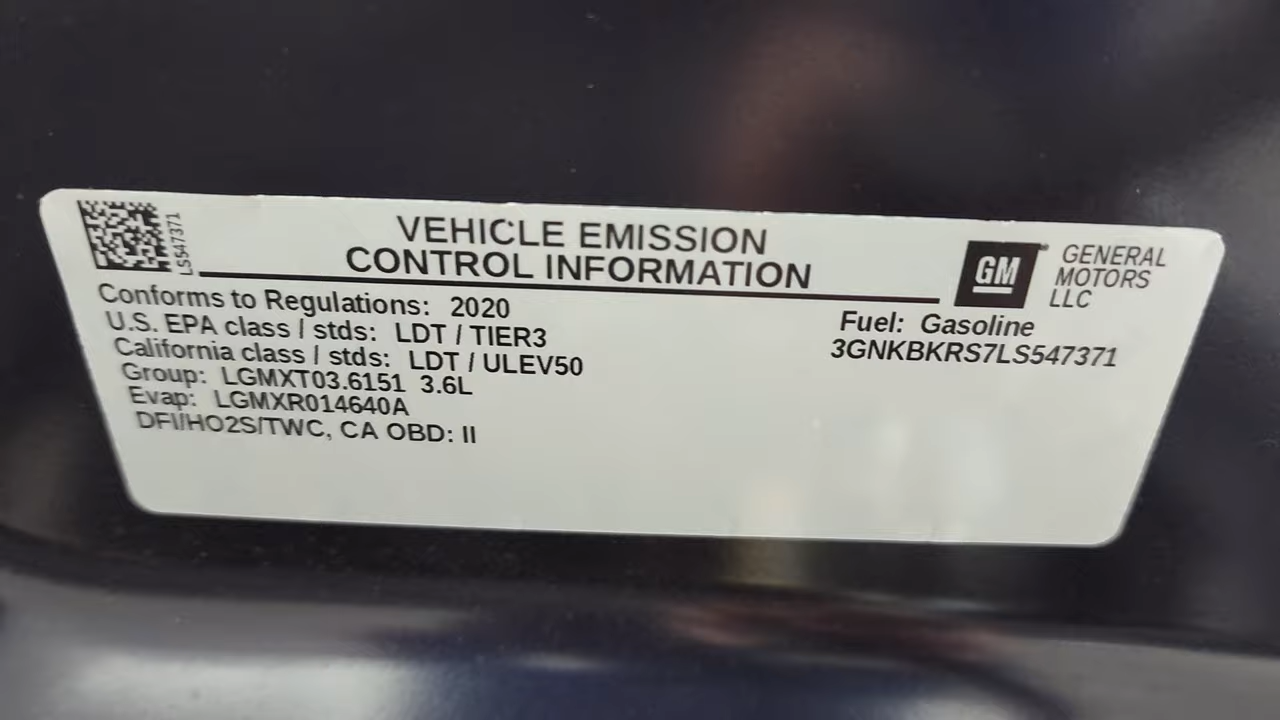 LS547371
VEHICLE EMISSION
CONTROL INFORMATION
GM
GENERAL
MOTORS
LLC
Conforms to Regulations: 2020
U.S. EPA class / stds: LDT / TIER3
California class / stds: LDT / ULEV50
Group: LGMXT03.6151 3.6L
Evap: LGMXR014640A
DFI/HO2S/TWC, CA OBD: II
Fuel: Gasoline
3GNKBKRS7LS547371